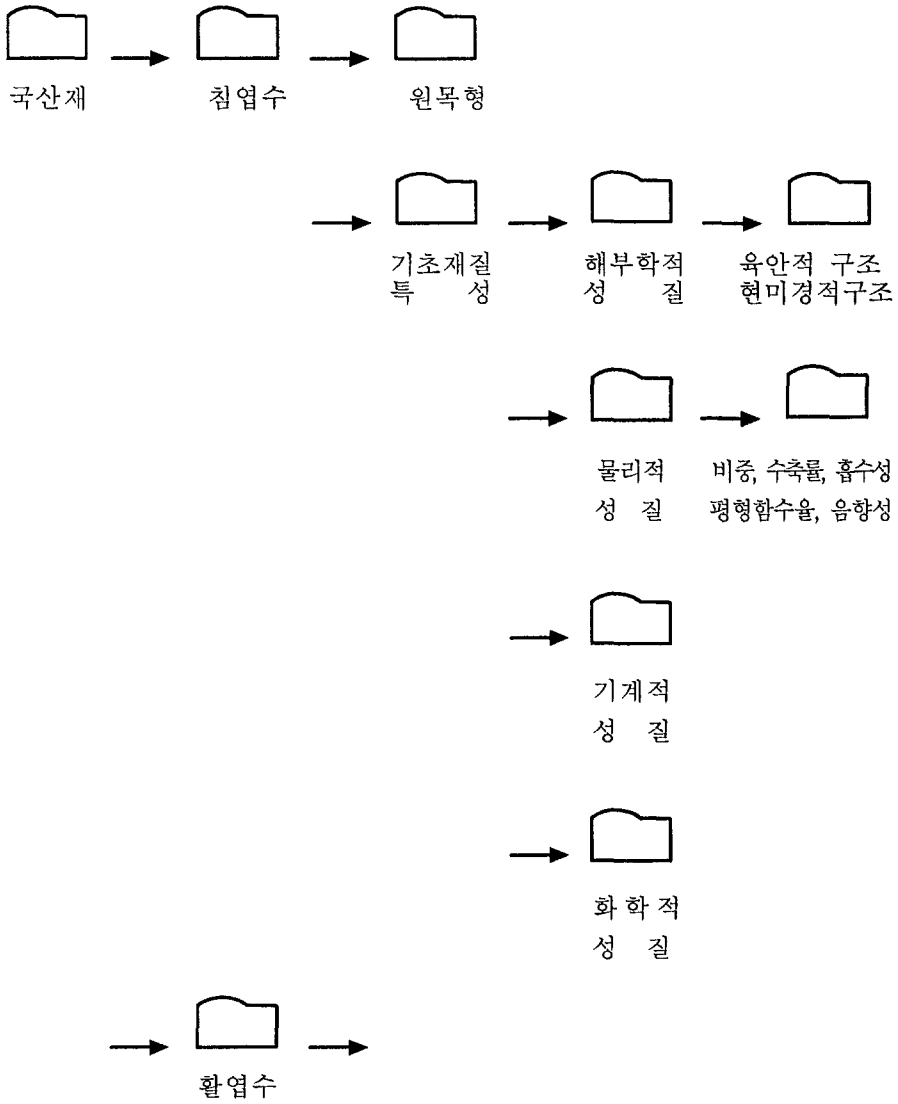 국산재 침엽수 원목형
기초재질 해부학적 육안적 구조
특 성 성 질 현미경적구조
물리적 비중, 수축률, 흡수성
성 질 평형함수율, 음향성
기계적
성 질
화학적
성 질
활엽수